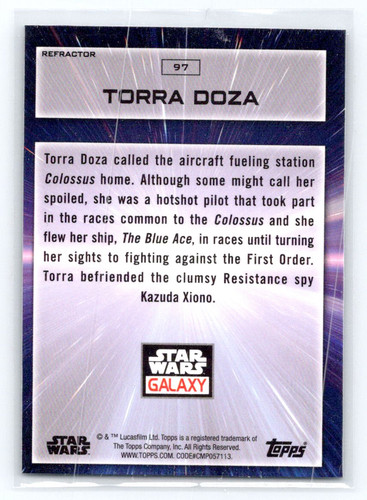 REFRACTOR
97
TORRA DOZA
Torra Doza called the aircraft fueling station
Colossus home. Although some might call her
spoiled, she was a hotshot pilot that took part
in the races common to the Colossus and she
flew her ship, The Blue Ace, in races until turning
her sights to fighting against the First Order.
Torra befriended the clumsy Resistance spy
Kazuda Xiono.
STAR
WARS
GALAXY
STAR
WARS
© & ™ Lucasfilm Ltd. Topps is a registered trademark of
The Topps Company, Inc. All Rights Reserved.
WWW.TOPPS.COM. CODE#CMP057113.
Topps